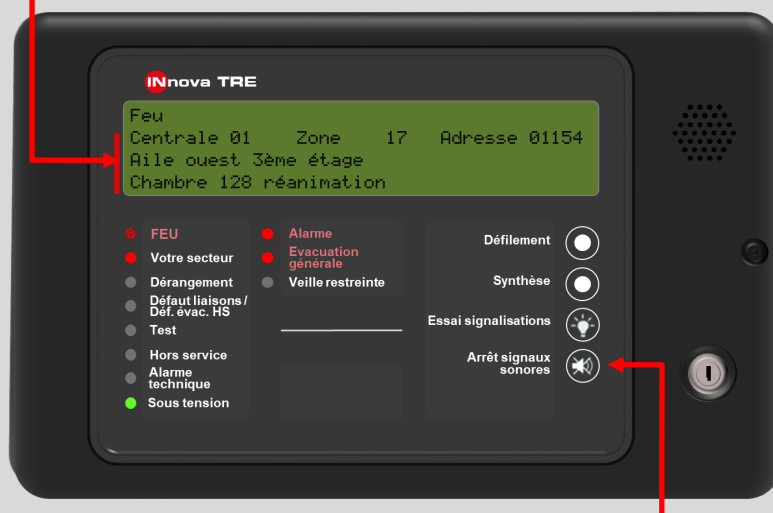 INnova TRE
Feu
Centrale 01 Zone 17 Adresse 01154
Aile ouest 3ème étage
Chambre 128 réanimation
FEU
Votre secteur
Dérangement
Défaut liaisons /
Déf. évac. HS
Test
Hors service
Alarme
technique
Sous tension
Alarme
Evacuation
générale
Veille restreinte
Défilement
Synthèse
Essai signalisations
Arrêt signaux
sonores